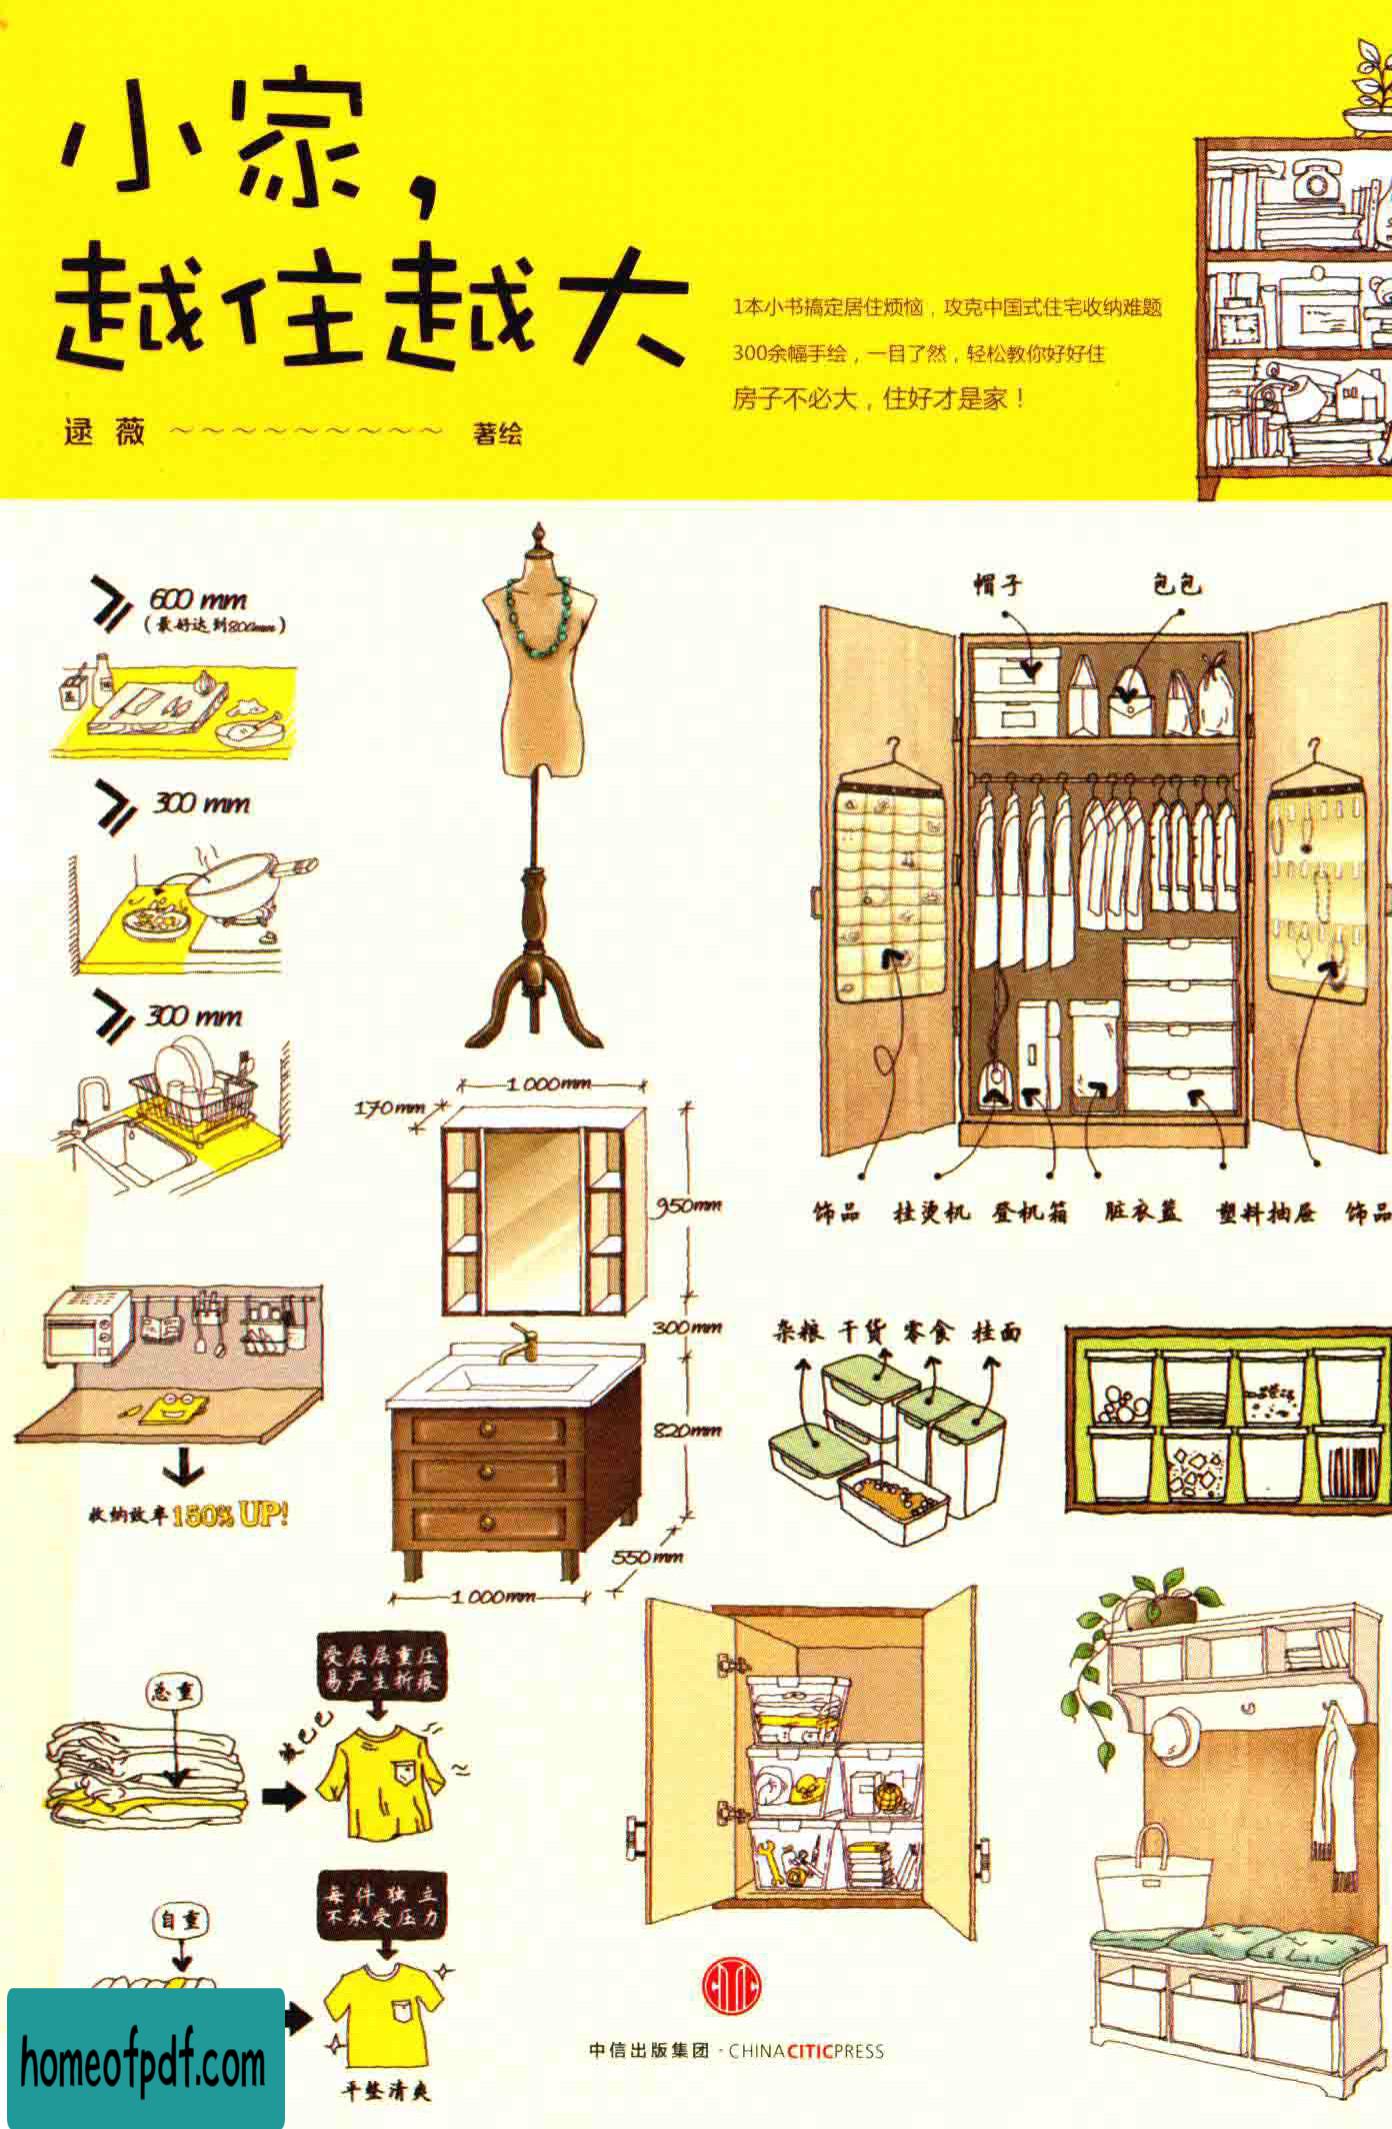 小家,
越住越大
逯薇 ~~~~~~~~~ 著绘
1本小书搞定居住烦恼，攻克中国式住宅收纳难题
300余幅手绘，一目了然，轻松教你好好住
房子不必大，住好才是家！
≥ 600 mm
（最好达到800mm）
≥ 300 mm
≥ 300 mm
收纳效率150% UP!
1000mm
170mm
950mm
300mm
820mm
550mm
1000mm
帽子 包包
饰品 挂烫机 登机箱 脏衣篮 塑料抽屉 饰品
杂粮 干货 零食 挂面
总重
受层层重压
易产生折痕
皱巴巴
自重
每件独立
不承受压力
平整清爽
中信出版集团·CHINACITICPRESS
homeofpdf.com